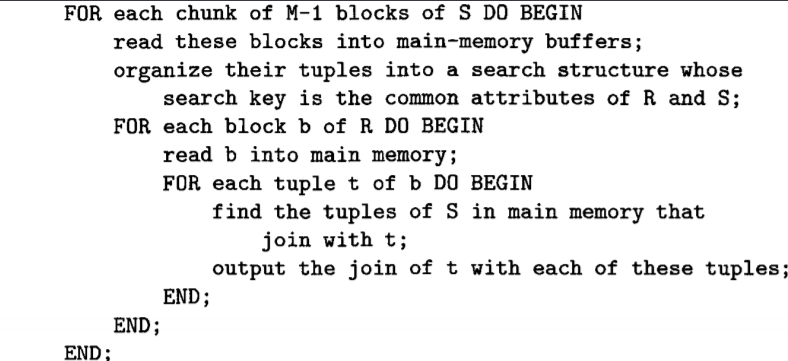 FOR each chunk of M-1 blocks of S DO BEGIN
    read these blocks into main-memory buffers;
    organize their tuples into a search structure whose
        search key is the common attributes of R and S;
    FOR each block b of R DO BEGIN
        read b into main memory;
        FOR each tuple t of b DO BEGIN
            find the tuples of S in main memory that
                join with t;
            output the join of t with each of these tuples;
        END;
    END;
END;